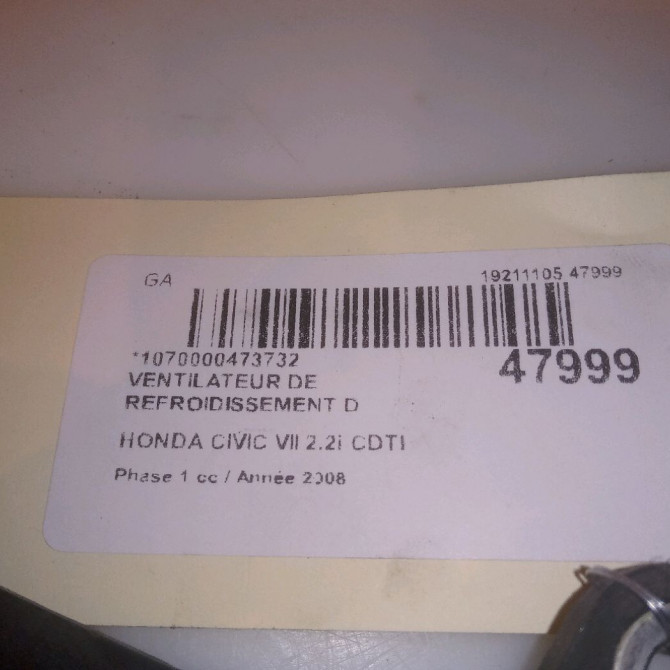 GA
19211105 47999
*1070000473732
47999
VENTILATEUR DE
REFROIDISSEMENT D
HONDA CIVIC VII 2.2i CDTI
Phase 1 cc / Année 2008